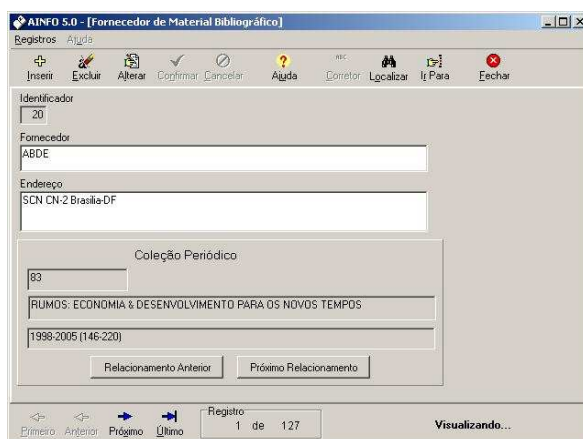 AINFO 5.0 - [Fornecedor de Material Bibliográfico]
Registros Ajuda
Inserir Excluir Alterar Confirmar Cancelar Ajuda Corretor Localizar Ir Para Fechar
Identificador
20
Fornecedor
ABDE
Endereço
SCN CN-2 Brasilia-DF
Coleção Periódico
83
RUMOS: ECONOMIA & DESENVOLVIMENTO PARA OS NOVOS TEMPOS
1998-2005 (146-220)
Relacionamento Anterior Próximo Relacionamento
Registro
Primeiro Anterior Próximo Último 1 de 127 Visualizando...